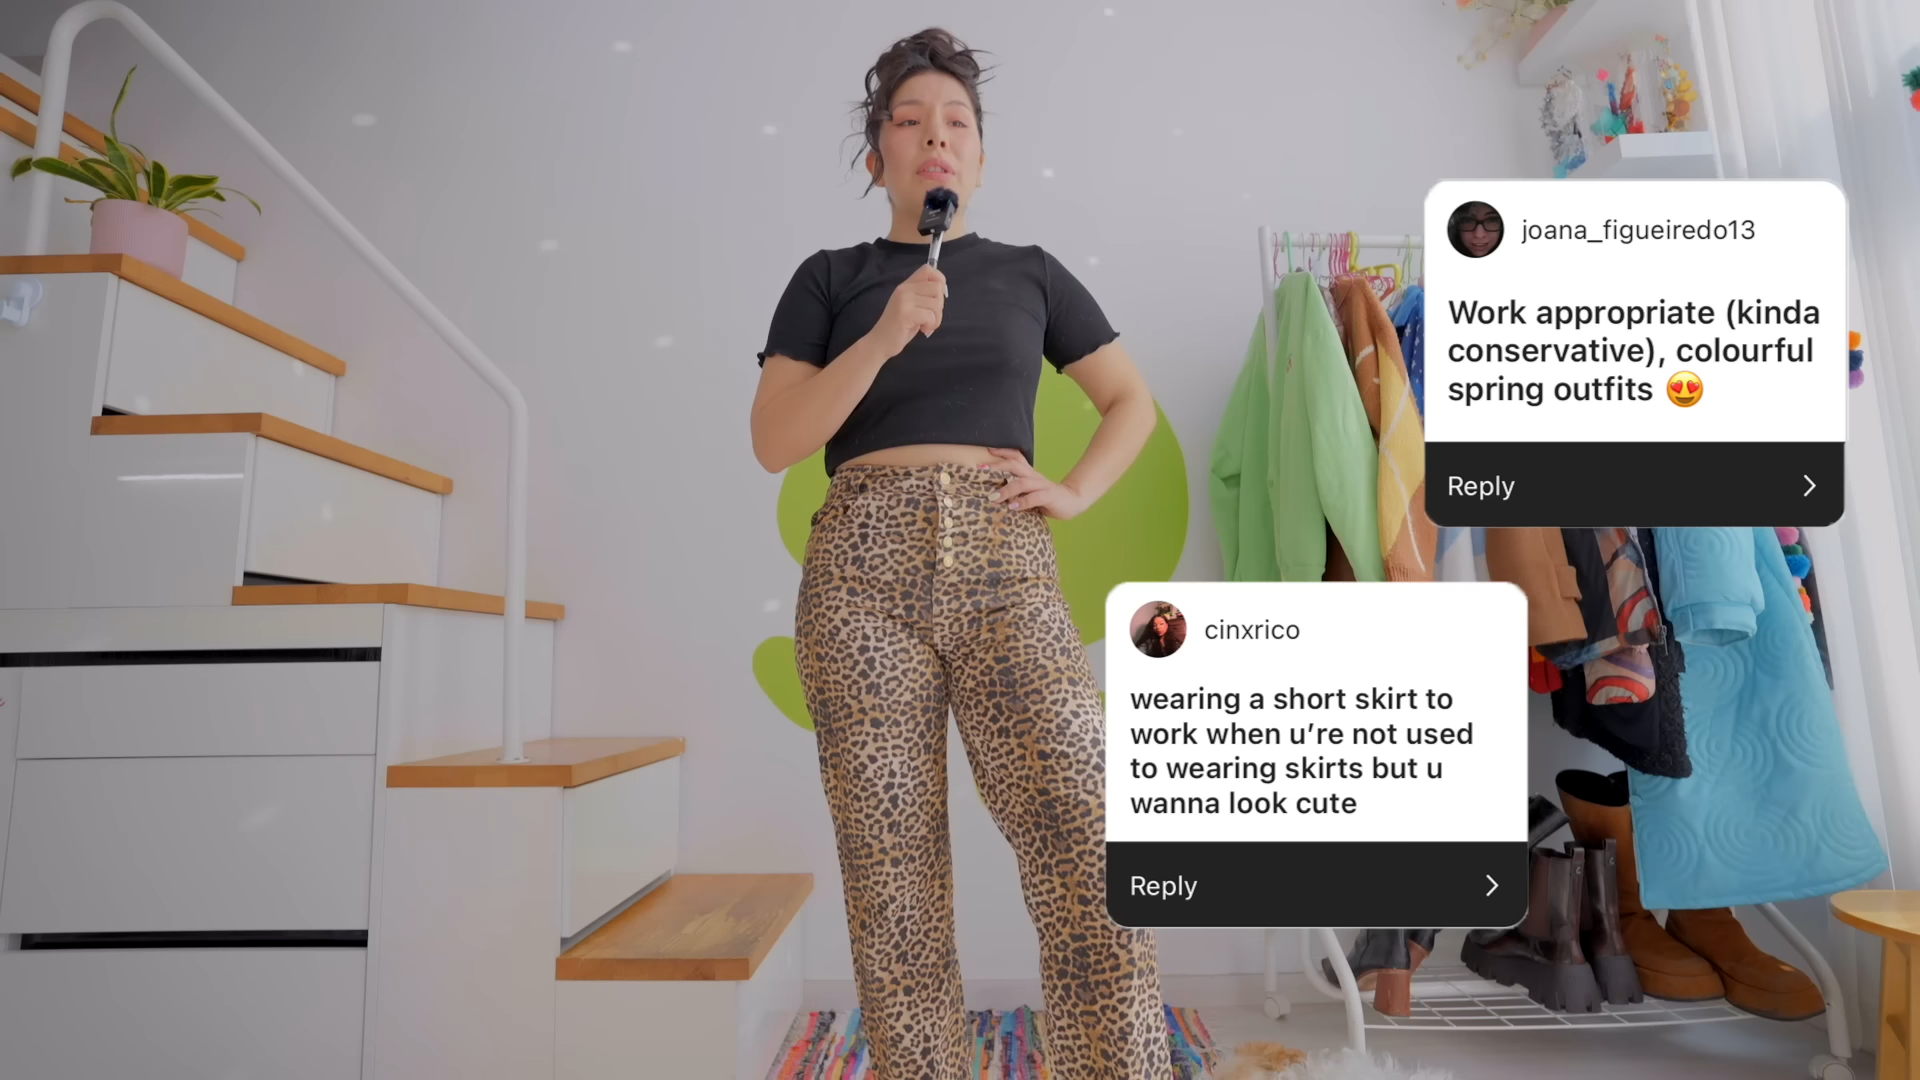 joana_figueiredo13
Work appropriate (kinda
conservative), colourful
spring outfits 😍
Reply
cinxrico
wearing a short skirt to
work when u’re not used
to wearing skirts but u
wanna look cute
Reply